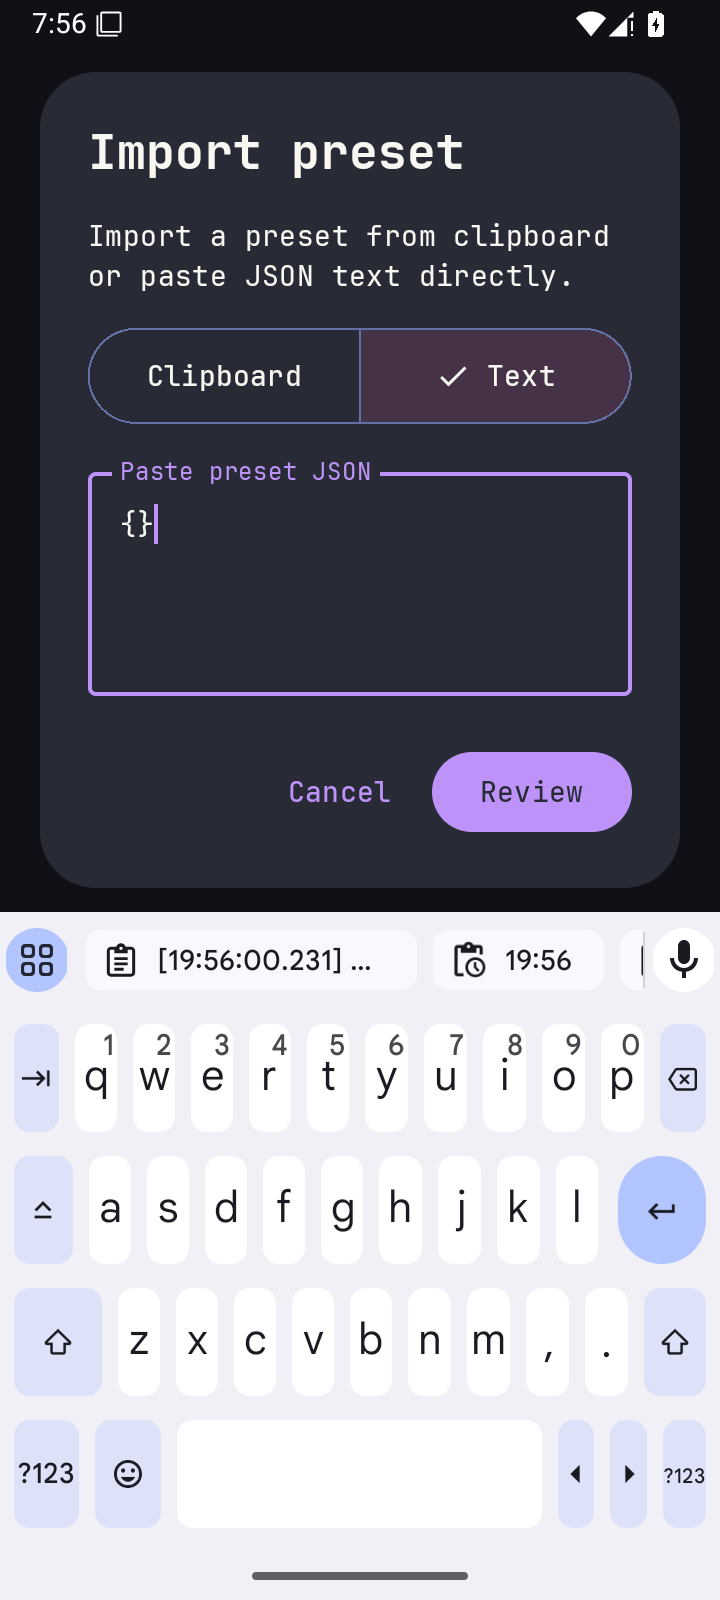 7:56
Import preset
Import a preset from clipboard
or paste JSON text directly.
Clipboard
Text
Paste preset JSON
{}
Cancel
Review
[19:56:00.231] ...
19:56
1 2 3 4 5 6 7 8 9 0
q w e r t y u i o p
a s d f g h j k l
z x c v b n m , .
?123
?123